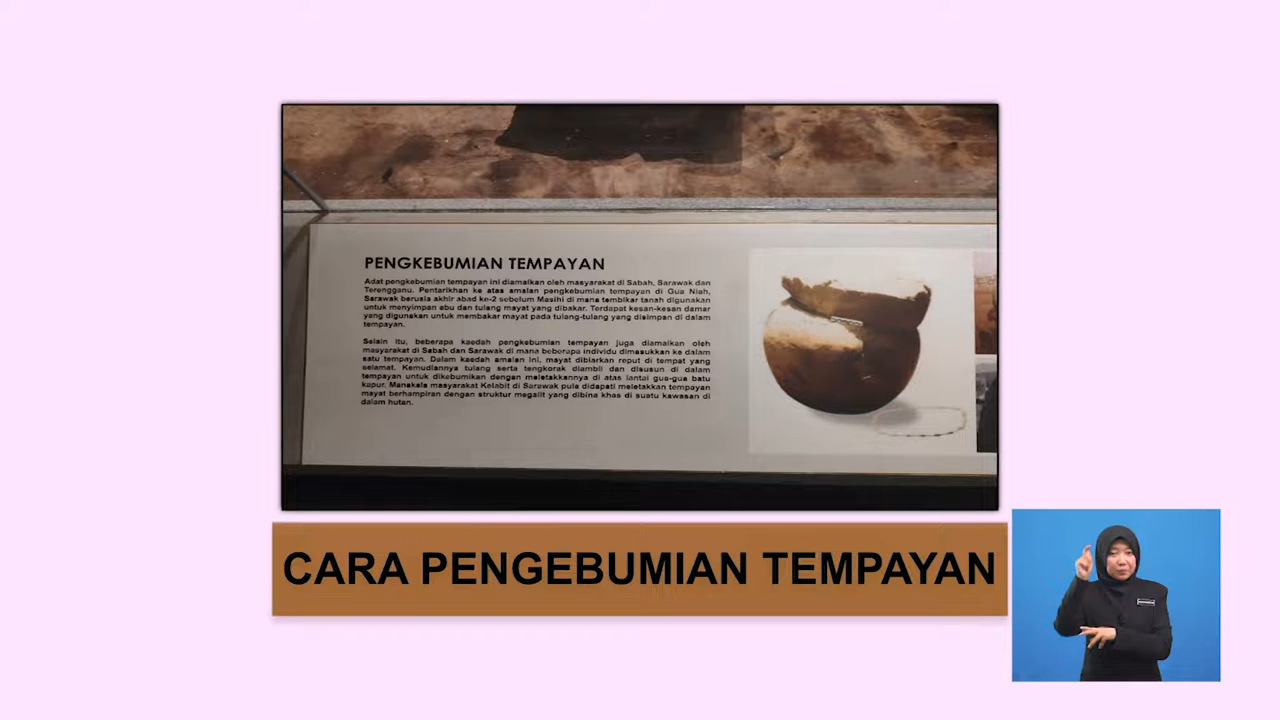 PENGKEBUMIAN TEMPAYAN
Adat pengkebumian tempayan ini diamalkan oleh masyarakat di Sabah, Sarawak dan
Terengganu. Pentarikhan ke atas amalan pengkebumian tempayan di Gua Niah,
Sarawak berusia akhir abad ke-2 sebelum Masihi di mana tembikar tanah digunakan
untuk menyimpan abu dan tulang mayat yang dibakar. Terdapat kesan-kesan damar
yang digunakan untuk membakar mayat pada tulang-tulang yang disimpan di dalam
tempayan.
Selain itu, beberapa kaedah pengkebumian tempayan juga diamalkan oleh
masyarakat di Sabah dan Sarawak di mana beberapa individu dimasukkan ke dalam
satu tempayan. Dalam kaedah amalan ini, mayat dibiarkan reput di tempat yang
selamat. Kemudiannya tulang serta tengkorak diambil dan disusun di dalam
tempayan untuk dikebumikan dengan meletakkannya di atas lantai gua-gua batu
kapur. Manakala masyarakat Kelabit di Sarawak pula didapati meletakkan tempayan
mayat berhampiran dengan struktur megalit yang dibina khas di suatu kawasan di
dalam hutan.
CARA PENGEBUMIAN TEMPAYAN